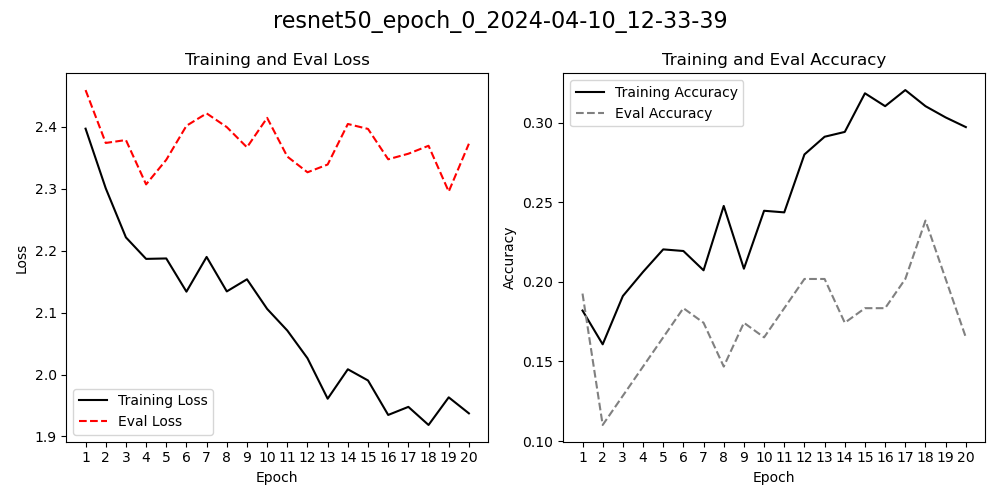 resnet50_epoch_0_2024-04-10_12-33-39
Training and Eval Loss
2.4
2.3
2.2
2.1
2.0
1.9
Loss
Training Loss
Eval Loss
1 2 3 4 5 6 7 8 9 10 11 12 13 14 15 16 17 18 19 20
Epoch
Training and Eval Accuracy
Training Accuracy
Eval Accuracy
0.30
0.25
0.20
0.15
0.10
Accuracy
1 2 3 4 5 6 7 8 9 10 11 12 13 14 15 16 17 18 19 20
Epoch